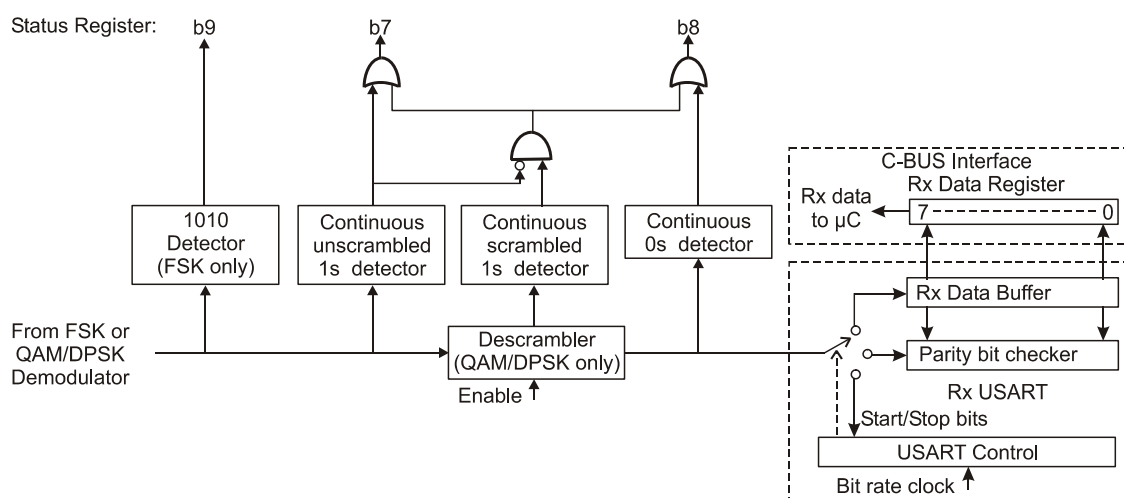 Status Register: b9 b7 b8
C-BUS Interface
Rx Data Register
Rx data
to µC
7 0
1010
Detector
(FSK only)
Continuous
unscrambled
1s detector
Continuous
scrambled
1s detector
Continuous
0s detector
Rx Data Buffer
From FSK or
QAM/DPSK
Demodulator
Descrambler
(QAM/DPSK only)
Enable
Parity bit checker
Rx USART
Start/Stop bits
USART Control
Bit rate clock